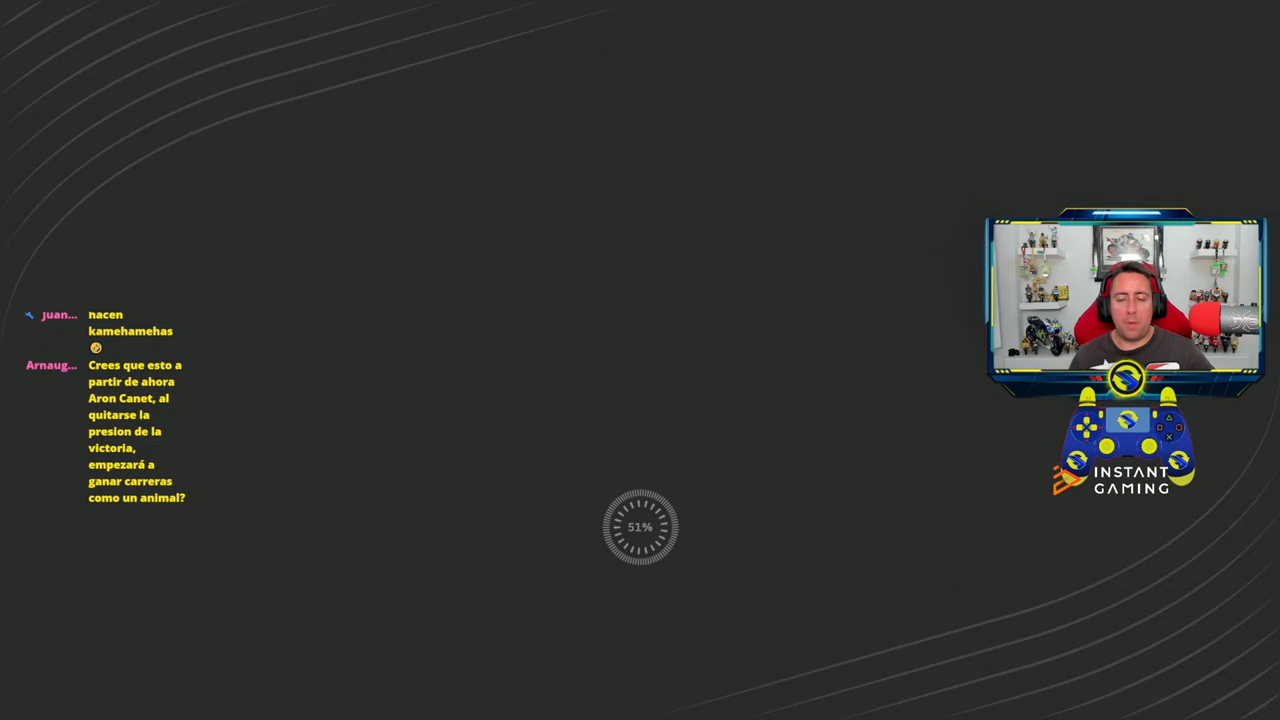 Juan... hacen
kamehamehas
Arnaug... Crees que esto a
partir de ahora
Aron Canet, al
quitarse la
presion de la
victoria,
empezará a
ganar carreras
como un animal?
51%
INSTANT
GAMING